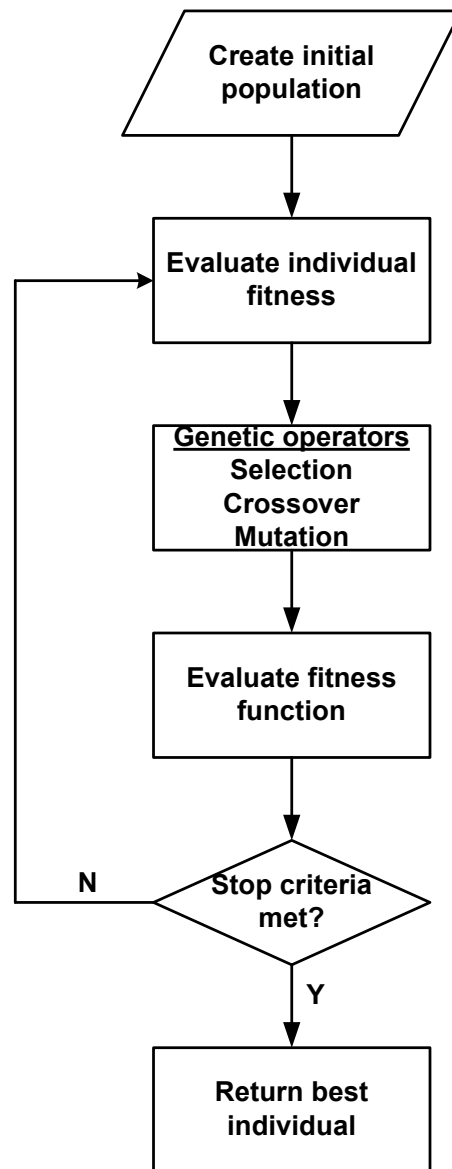 Create initial
population
Evaluate individual
fitness
Genetic operators
Selection
Crossover
Mutation
Evaluate fitness
function
N
Stop criteria
met?
Y
Return best
individual